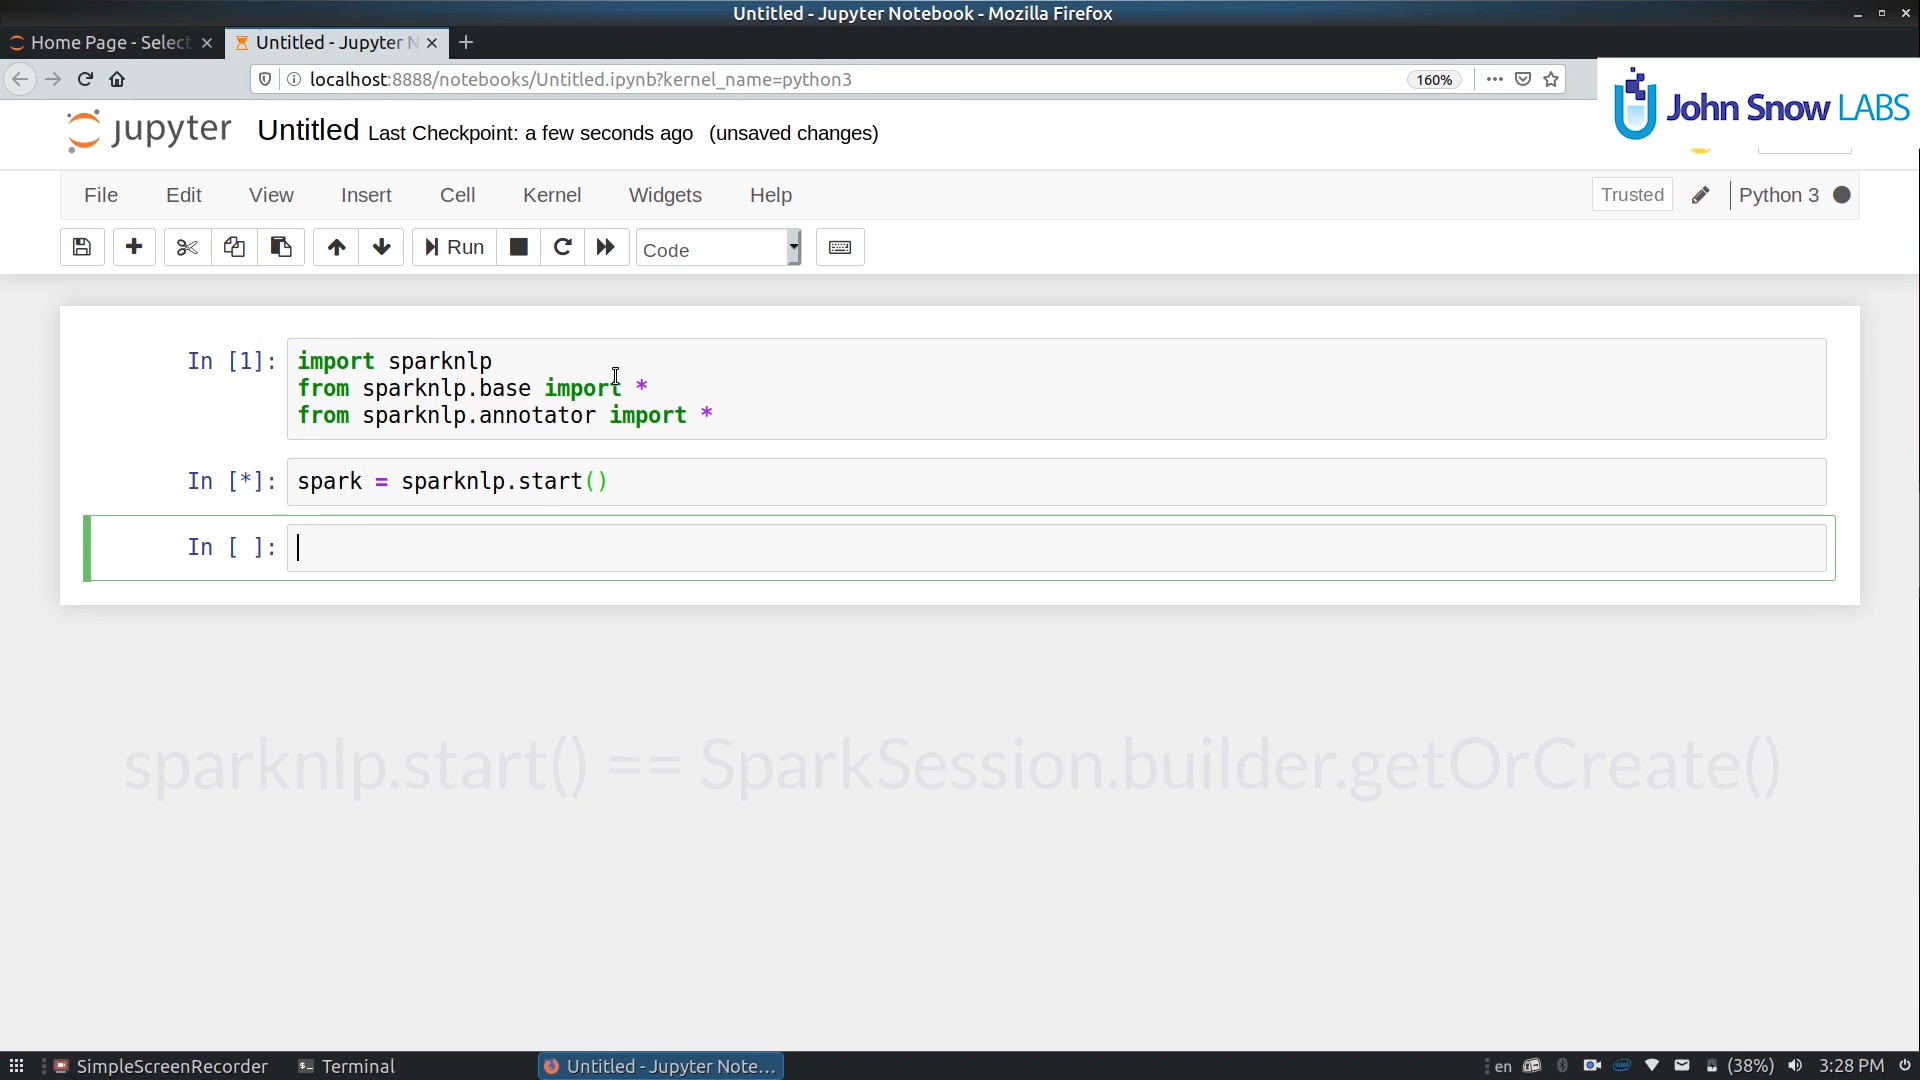 Untitled - Jupyter Notebook - Mozilla Firefox
Home Page - Select
Untitled - Jupyter N
localhost:8888/notebooks/Untitled.ipynb?kernel_name=python3
160%
John Snow LABS
jupyter Untitled Last Checkpoint: a few seconds ago (unsaved changes)
File Edit View Insert Cell Kernel Widgets Help
Trusted
Python 3
Run
Code
In [1]:
import sparknlp
from sparknlp.base import *
from sparknlp.annotator import *
In [*]:
spark = sparknlp.start()
In [ ]:
sparknlp.start() == SparkSession.builder.getOrCreate()
SimpleScreenRecorder
Terminal
Untitled - Jupyter Note...
en
(38%)
3:28 PM